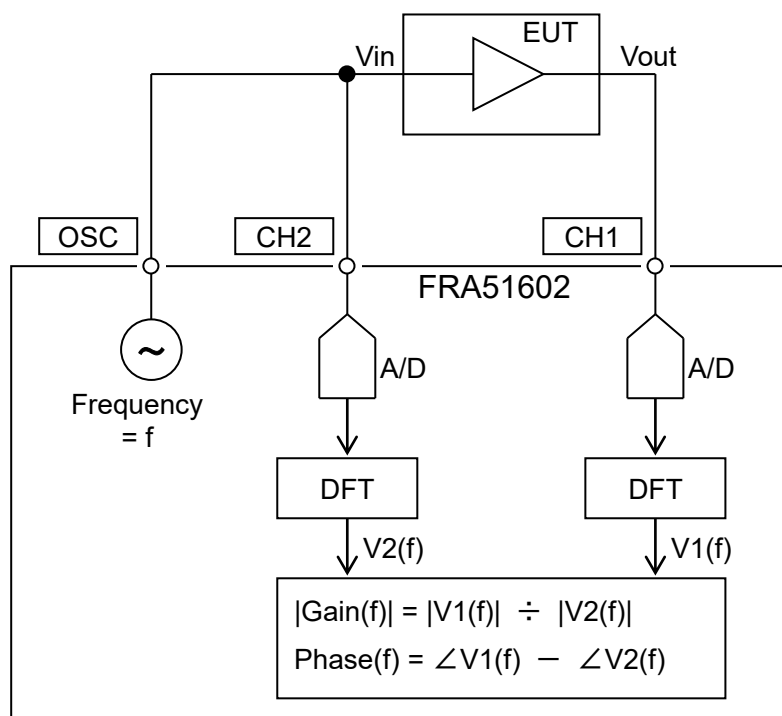 EUT
Vin
Vout
OSC
CH2
CH1
FRA51602
~
A/D
A/D
Frequency
= f
DFT
DFT
V2(f)
V1(f)
|Gain(f)| = |V1(f)| ÷ |V2(f)|
Phase(f) = ∠V1(f) − ∠V2(f)